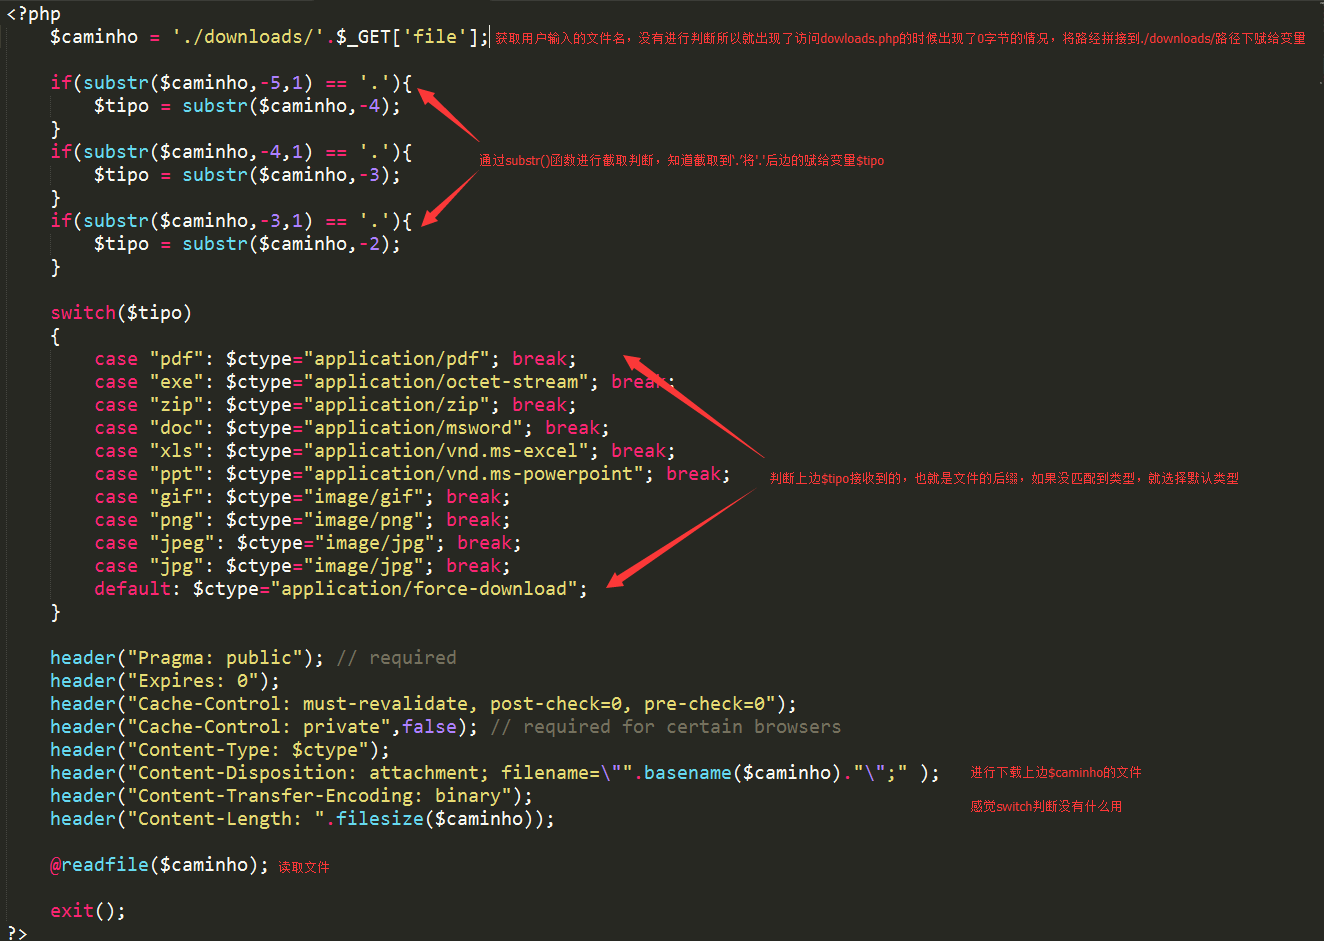 <?php
$caminho = './downloads/'.$_GET['file']; 获取用户输入的文件名，没有进行判断所以就出现了访问dowloads.php的时候出现了0字节的情况，将路经拼接到./downloads/路径下赋给变量
if(substr($caminho,-5,1) == '.'){
$tipo = substr($caminho,-4);
}
if(substr($caminho,-4,1) == '.'){
通过substr()函数进行截取判断，知道截取到'.'将'.'后边的赋给变量$tipo
$tipo = substr($caminho,-3);
}
if(substr($caminho,-3,1) == '.'){
$tipo = substr($caminho,-2);
}
switch($tipo)
{
case "pdf": $ctype="application/pdf"; break;
case "exe": $ctype="application/octet-stream"; break;
case "zip": $ctype="application/zip"; break;
case "doc": $ctype="application/msword"; break;
case "xls": $ctype="application/vnd.ms-excel"; break;
case "ppt": $ctype="application/vnd.ms-powerpoint"; break;
判断上边$tipo接收到的，也就是文件的后缀，如果没匹配到类型，就选择默认类型
case "gif": $ctype="image/gif"; break;
case "png": $ctype="image/png"; break;
case "jpeg": $ctype="image/jpg"; break;
case "jpg": $ctype="image/jpg"; break;
default: $ctype="application/force-download";
}
header("Pragma: public"); // required
header("Expires: 0");
header("Cache-Control: must-revalidate, post-check=0, pre-check=0");
header("Cache-Control: private",false); // required for certain browsers
header("Content-Type: $ctype");
header("Content-Disposition: attachment; filename=\"".basename($caminho)."\";" ); 进行下载上边$caminho的文件
header("Content-Transfer-Encoding: binary");
感觉switch判断没有什么用
header("Content-Length: ".filesize($caminho));
@readfile($caminho); 读取文件
exit();
?>